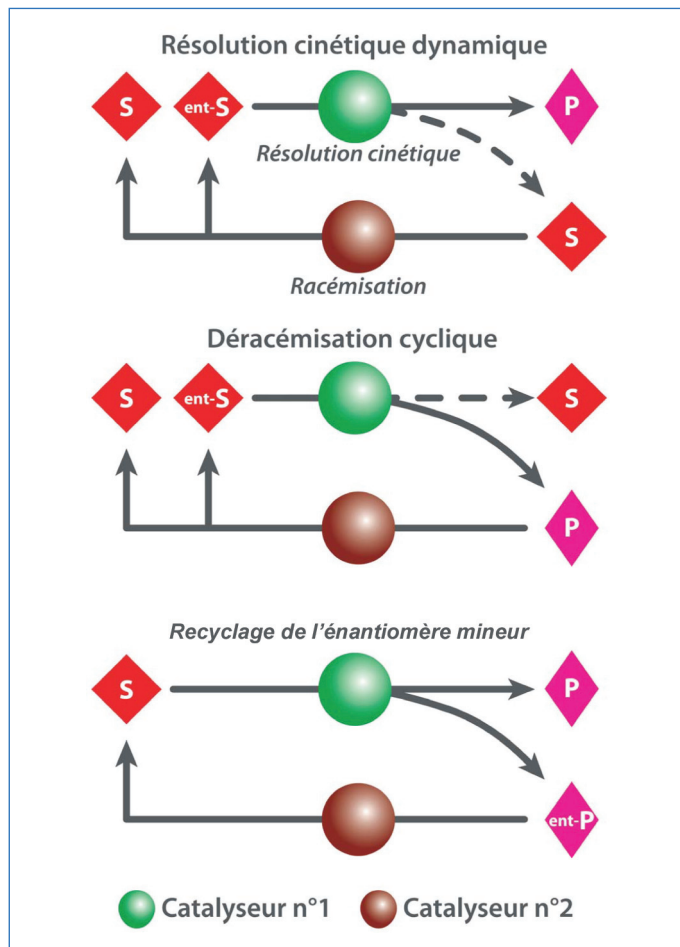 Résolution cinétique dynamique
S ent-S P
Résolution cinétique
S
Racémisation
Déracémisation cyclique
S ent-S S
P
Recyclage de l'énantiomère mineur
S P
ent-P
Catalyseur n°1 Catalyseur n°2